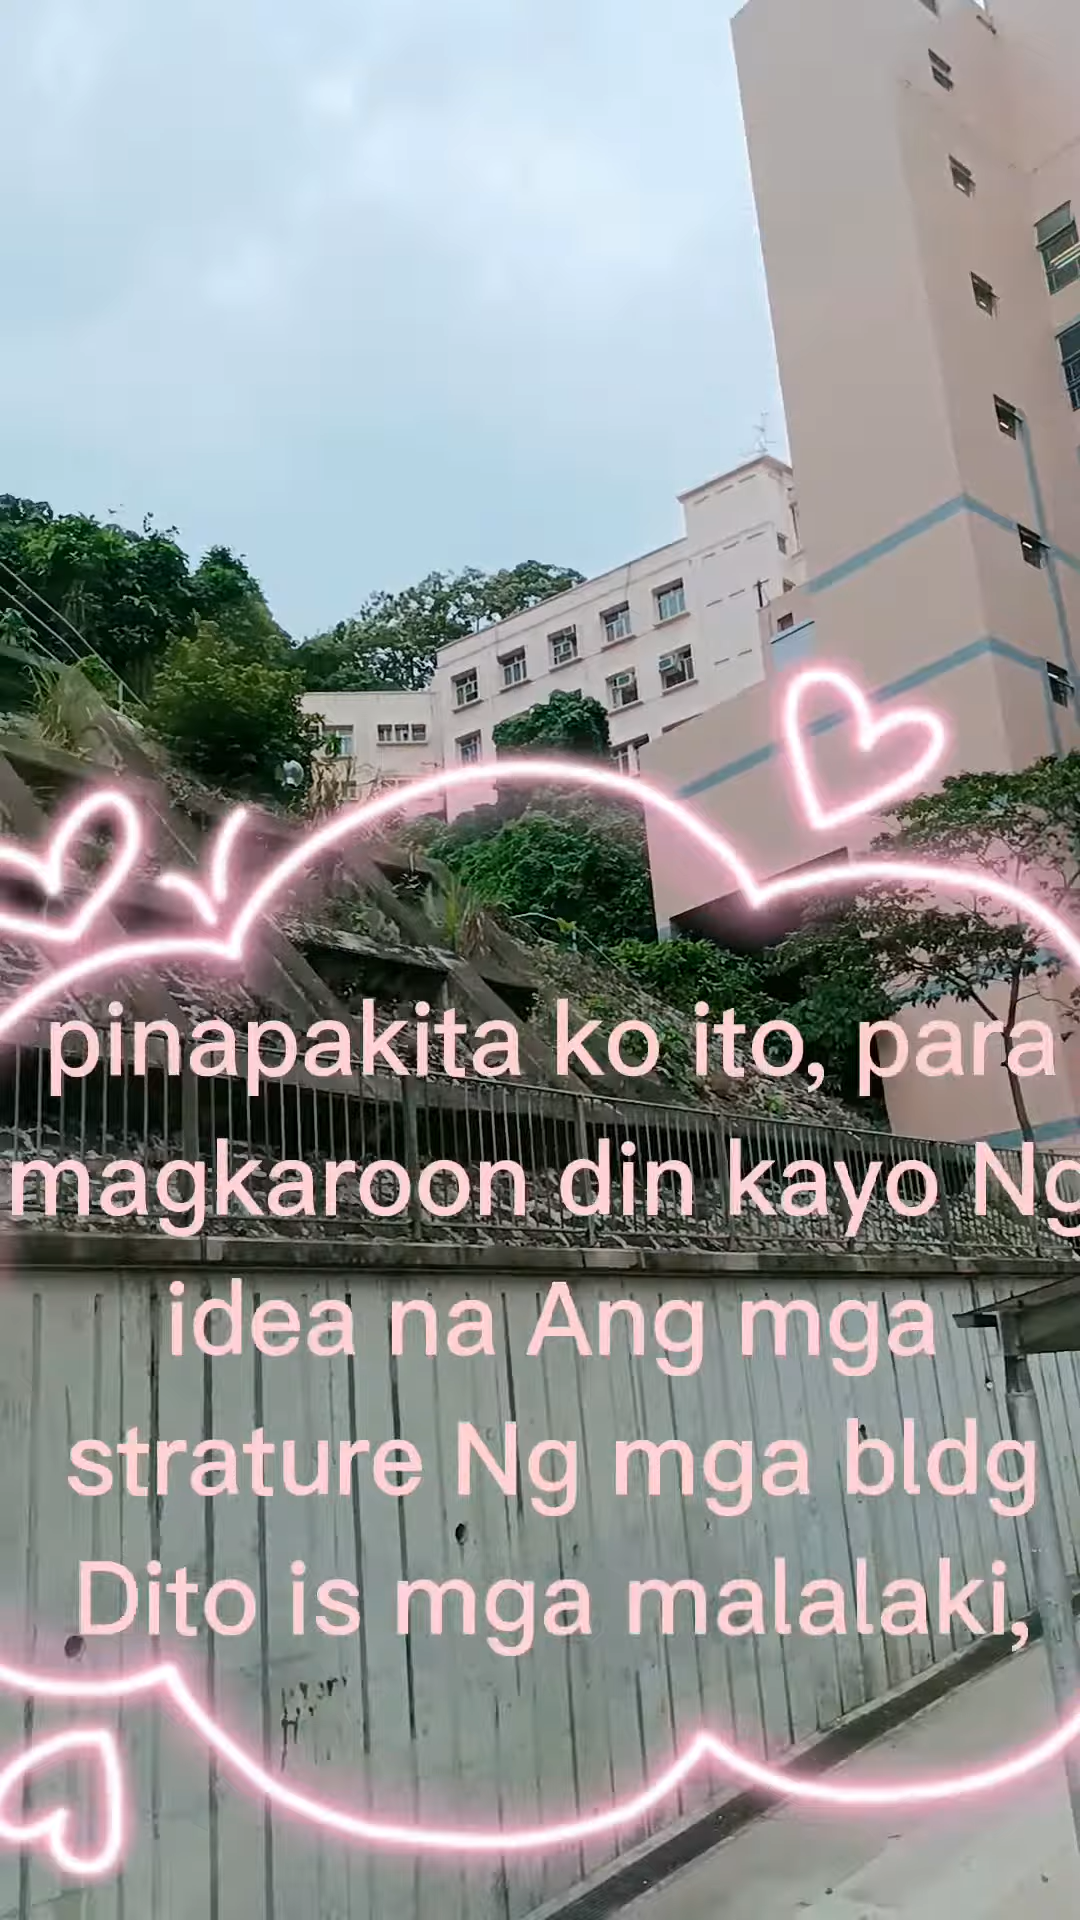 pinapakita ko ito, para
magkaroon din kayo Ng
idea na Ang mga
strature Ng mga bldg
Dito is mga malalaki,